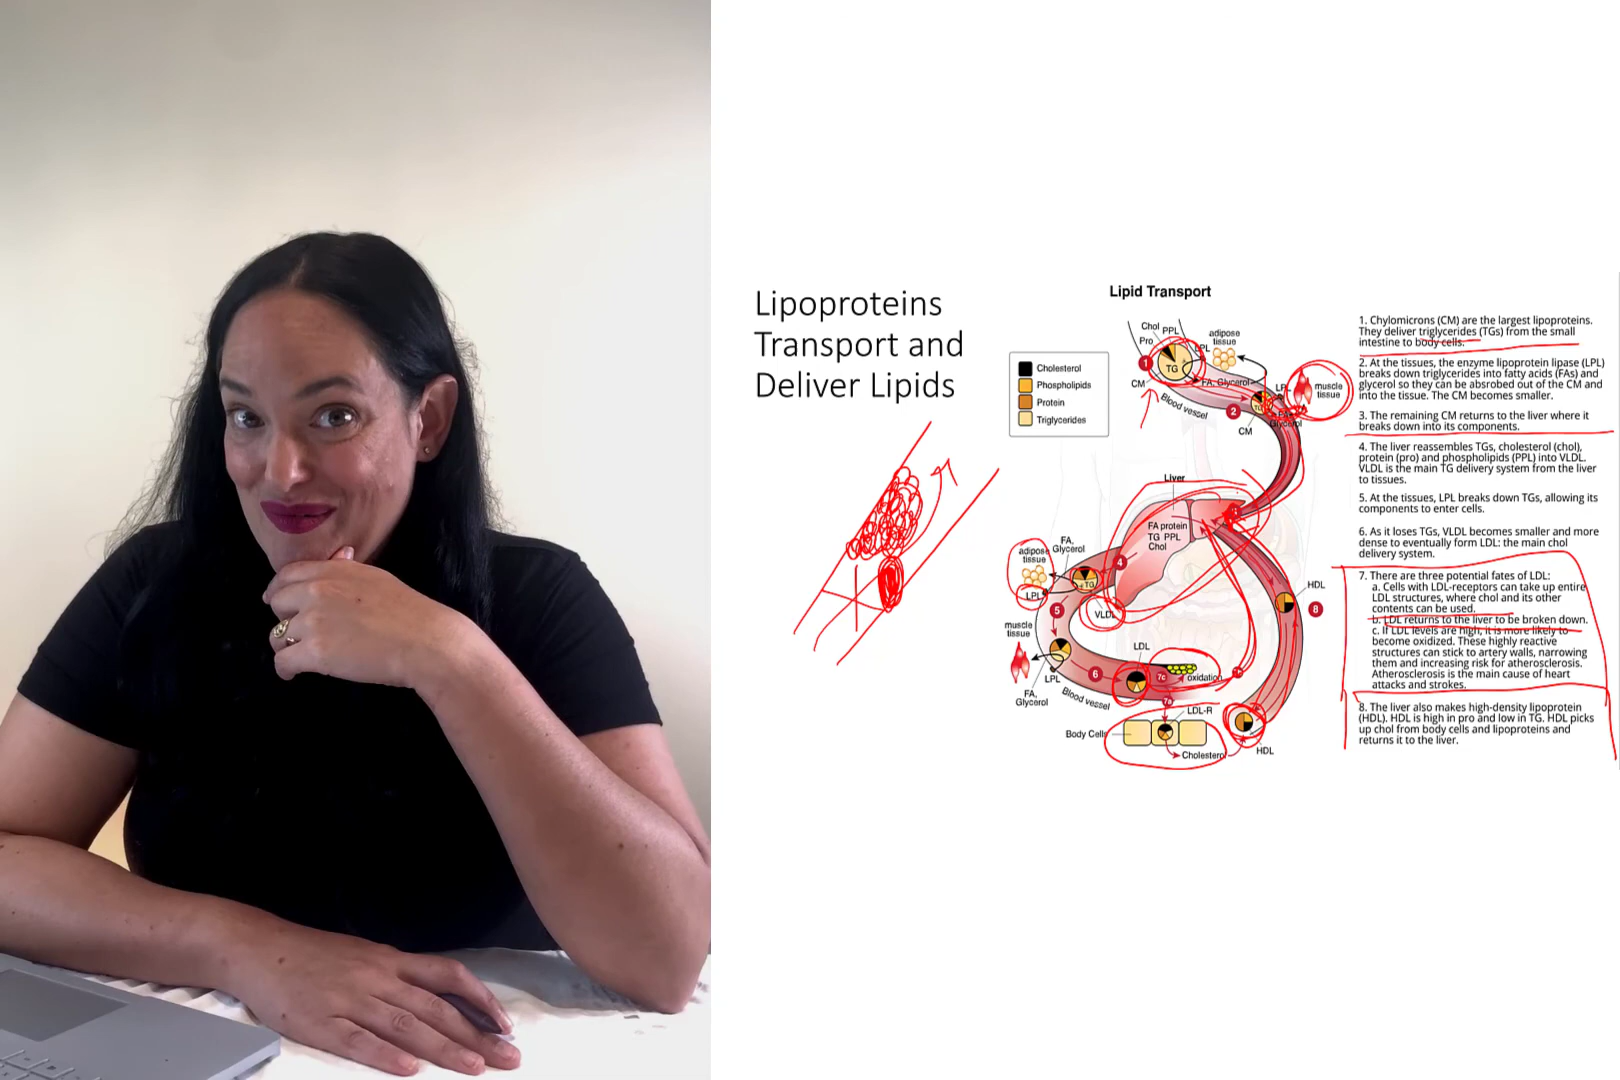 Lipoproteins
Transport and
Deliver Lipids
Lipid Transport
Cholesterol
Phospholipids
Protein
Triglycerides
Chol
PPL
Pro
LPL
adipose
tissue
1
TG
CM
FA, Glycerol
Blood vessel
2
CM
muscle
tissue
Glycerol
Liver
FA protein
TG PPL
Chol
4
adipose
tissue
FA,
Glycerol
TG
LPL
VLDL
5
muscle
tissue
LPL
FA,
Glycerol
6
Blood vessel
LDL
7c
oxidation
LDL-R
Body Cells
Cholesterol
HDL
HDL
8
1. Chylomicrons (CM) are the largest lipoproteins.
They deliver triglycerides (TGs) from the small
intestine to body cells.
2. At the tissues, the enzyme lipoprotein lipase (LPL)
breaks down triglycerides into fatty acids (FAs) and
glycerol so they can be absrobed out of the CM and
into the tissue. The CM becomes smaller.
3. The remaining CM returns to the liver where it
breaks down into its components.
4. The liver reassembles TGs, cholesterol (chol),
protein (pro) and phospholipids (PPL) into VLDL.
VLDL is the main TG delivery system from the liver
to tissues.
5. At the tissues, LPL breaks down TGs, allowing its
components to enter cells.
6. As it loses TGs, VLDL becomes smaller and more
dense to eventually form LDL: the main chol
delivery system.
7. There are three potential fates of LDL:
a. Cells with LDL-receptors can take up entire
LDL structures, where chol and its other
contents can be used.
b. LDL returns to the liver to be broken down.
c. If LDL levels are high, it is more likely to
become oxidized. These highly reactive
structures can stick to artery walls, narrowing
them and increasing risk for atherosclerosis.
Atherosclerosis is the main cause of heart
attacks and strokes.
8. The liver also makes high-density lipoprotein
(HDL). HDL is high in pro and low in TG. HDL picks
up chol from body cells and lipoproteins and
returns it to the liver.